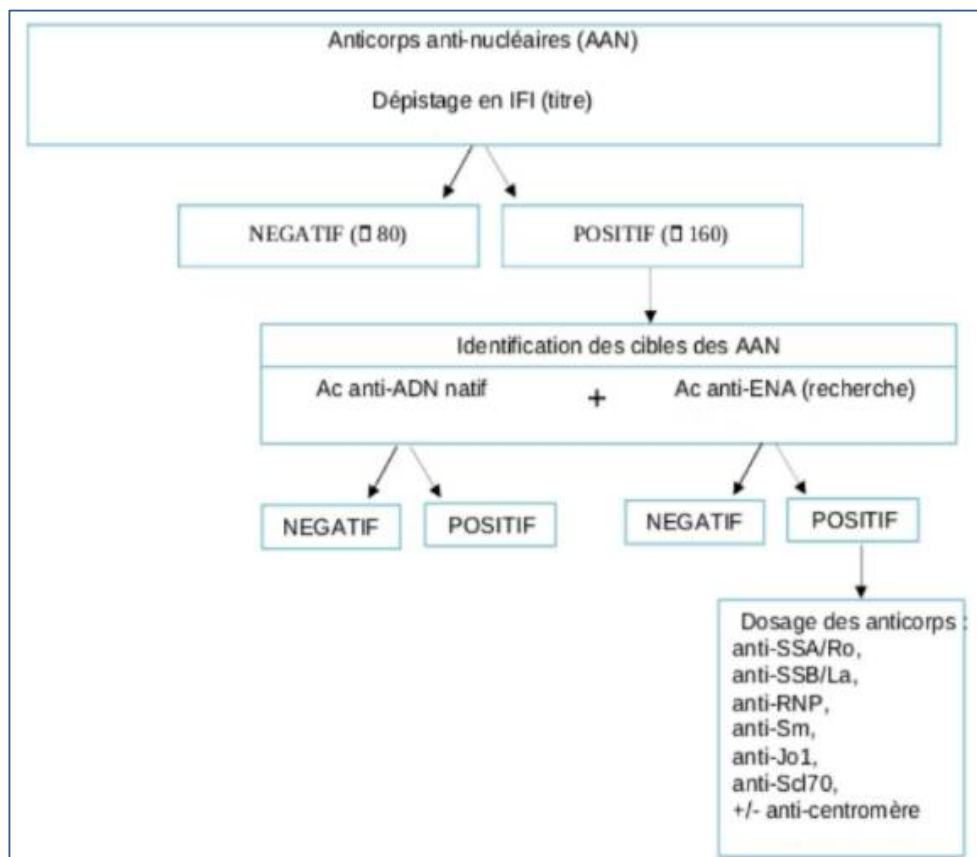 Anticorps anti-nucléaires (AAN)
Dépistage en IFI (titre)
NEGATIF (□ 80)
POSITIF (□ 160)
Identification des cibles des AAN
Ac anti-ADN natif + Ac anti-ENA (recherche)
NEGATIF
POSITIF
NEGATIF
POSITIF
Dosage des anticorps :
anti-SSA/Ro,
anti-SSB/La,
anti-RNP,
anti-Sm,
anti-Jo1,
anti-Scl70,
+/- anti-centromère